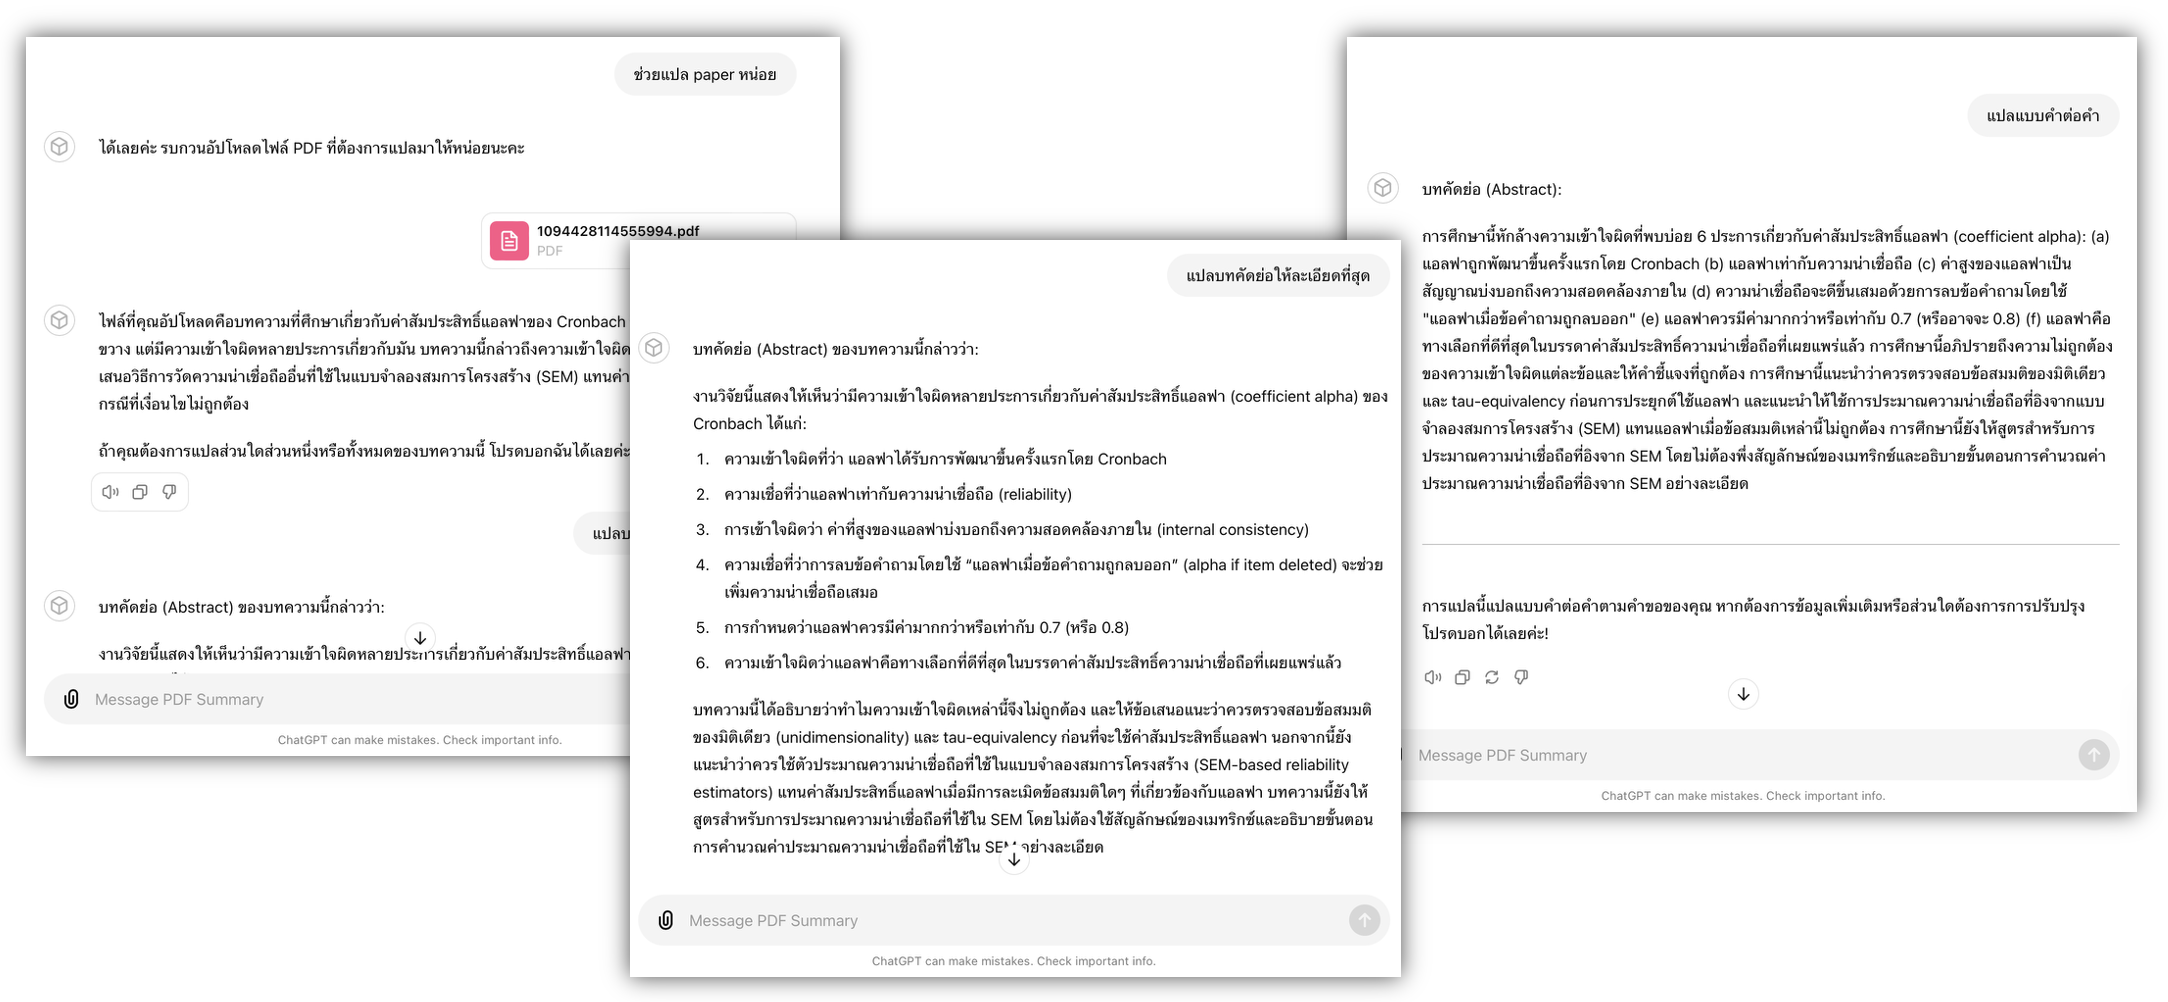 ช่วยแปล paper หน่อย
ได้เลยค่ะ รบกวนอัปโหลดไฟล์ PDF ที่ต้องการแปลมาให้หน่อยนะคะ
1094428114555994.pdf
PDF
ไฟล์ที่คุณอัปโหลดคือบทความที่ศึกษาเกี่ยวกับค่าสัมประสิทธิ์แอลฟาของ Cronbach
ขวาง แต่มีความเข้าใจผิดหลายประการเกี่ยวกับมัน บทความนี้กล่าวถึงความเข้าใจผิด
เสนอวิธีการวัดความน่าเชื่อถืออื่นที่ใช้ในแบบจำลองสมการโครงสร้าง (SEM) แทนค่า
กรณีที่เงื่อนไขไม่ถูกต้อง
ถ้าคุณต้องการแปลส่วนใดส่วนหนึ่งหรือทั้งหมดของบทความนี้ โปรดบอกฉันได้เลยค่ะ
แปลบ
บทคัดย่อ (Abstract) ของบทความนี้กล่าวว่า:
งานวิจัยนี้แสดงให้เห็นว่ามีความเข้าใจผิดหลายประการเกี่ยวกับค่าสัมประสิทธิ์แอลฟา
Message PDF Summary
ChatGPT can make mistakes. Check important info.
แปลบทคัดย่อให้ละเอียดที่สุด
บทคัดย่อ (Abstract) ของบทความนี้กล่าวว่า:
งานวิจัยนี้แสดงให้เห็นว่ามีความเข้าใจผิดหลายประการเกี่ยวกับค่าสัมประสิทธิ์แอลฟา (coefficient alpha) ของ
Cronbach ได้แก่:
1. ความเข้าใจผิดที่ว่า แอลฟาได้รับการพัฒนาขึ้นครั้งแรกโดย Cronbach
2. ความเชื่อที่ว่าแอลฟาเท่ากับความน่าเชื่อถือ (reliability)
3. การเข้าใจผิดว่า ค่าที่สูงของแอลฟาบ่งบอกถึงความสอดคล้องภายใน (internal consistency)
4. ความเชื่อที่ว่าการลบข้อคำถามโดยใช้ “แอลฟาเมื่อข้อคำถามถูกลบออก” (alpha if item deleted) จะช่วย
เพิ่มความน่าเชื่อถือเสมอ
5. การกำหนดว่าแอลฟาควรมีค่ามากกว่าหรือเท่ากับ 0.7 (หรือ 0.8)
6. ความเข้าใจผิดว่าแอลฟาคือทางเลือกที่ดีที่สุดในบรรดาค่าสัมประสิทธิ์ความน่าเชื่อถือที่เผยแพร่แล้ว
บทความนี้ได้อธิบายว่าทำไมความเข้าใจผิดเหล่านี้จึงไม่ถูกต้อง และให้ข้อเสนอแนะว่าควรตรวจสอบข้อสมมติ
ของมิติเดียว (unidimensionality) และ tau-equivalency ก่อนที่จะใช้ค่าสัมประสิทธิ์แอลฟา นอกจากนี้ยัง
แนะนำว่าควรใช้ตัวประมาณความน่าเชื่อถือที่ใช้ในแบบจำลองสมการโครงสร้าง (SEM-based reliability
estimators) แทนค่าสัมประสิทธิ์แอลฟาเมื่อมีการละเมิดข้อสมมติใดๆ ที่เกี่ยวข้องกับแอลฟา บทความนี้ยังให้
สูตรสำหรับการประมาณความน่าเชื่อถือที่ใช้ใน SEM โดยไม่ต้องใช้สัญลักษณ์ของเมทริกซ์และอธิบายขั้นตอน
การคำนวณค่าประมาณความน่าเชื่อถือที่ใช้ใน SEM อย่างละเอียด
Message PDF Summary
ChatGPT can make mistakes. Check important info.
แปลแบบคำต่อคำ
บทคัดย่อ (Abstract):
การศึกษานี้หักล้างความเข้าใจผิดที่พบบ่อย 6 ประการเกี่ยวกับค่าสัมประสิทธิ์แอลฟา (coefficient alpha): (a)
แอลฟาถูกพัฒนาขึ้นครั้งแรกโดย Cronbach (b) แอลฟาเท่ากับความน่าเชื่อถือ (c) ค่าสูงของแอลฟาเป็น
สัญญาณบ่งบอกถึงความสอดคล้องภายใน (d) ความน่าเชื่อถือจะดีขึ้นเสมอด้วยการลบข้อคำถามโดยใช้
"แอลฟาเมื่อข้อคำถามถูกลบออก" (e) แอลฟาควรมีค่ามากกว่าหรือเท่ากับ 0.7 (หรืออาจจะ 0.8) (f) แอลฟาคือ
ทางเลือกที่ดีที่สุดในบรรดาค่าสัมประสิทธิ์ความน่าเชื่อถือที่เผยแพร่แล้ว การศึกษานี้อภิปรายถึงความไม่ถูกต้อง
ของความเข้าใจผิดแต่ละข้อและให้คำชี้แจงที่ถูกต้อง การศึกษานี้แนะนำว่าควรตรวจสอบข้อสมมติของมิติเดียว
และ tau-equivalency ก่อนการประยุกต์ใช้แอลฟา และแนะนำให้ใช้การประมาณความน่าเชื่อถือที่อิงจากแบบ
จำลองสมการโครงสร้าง (SEM) แทนแอลฟาเมื่อข้อสมมติเหล่านี้ไม่ถูกต้อง การศึกษานี้ยังให้สูตรสำหรับการ
ประมาณความน่าเชื่อถือที่อิงจาก SEM โดยไม่ต้องพึ่งสัญลักษณ์ของเมทริกซ์และอธิบายขั้นตอนการคำนวณค่า
ประมาณความน่าเชื่อถือที่อิงจาก SEM อย่างละเอียด
การแปลนี้แปลแบบคำต่อคำตามคำขอของคุณ หากต้องการข้อมูลเพิ่มเติมหรือส่วนใดต้องการการปรับปรุง
โปรดบอกได้เลยค่ะ!
Message PDF Summary
ChatGPT can make mistakes. Check important info.